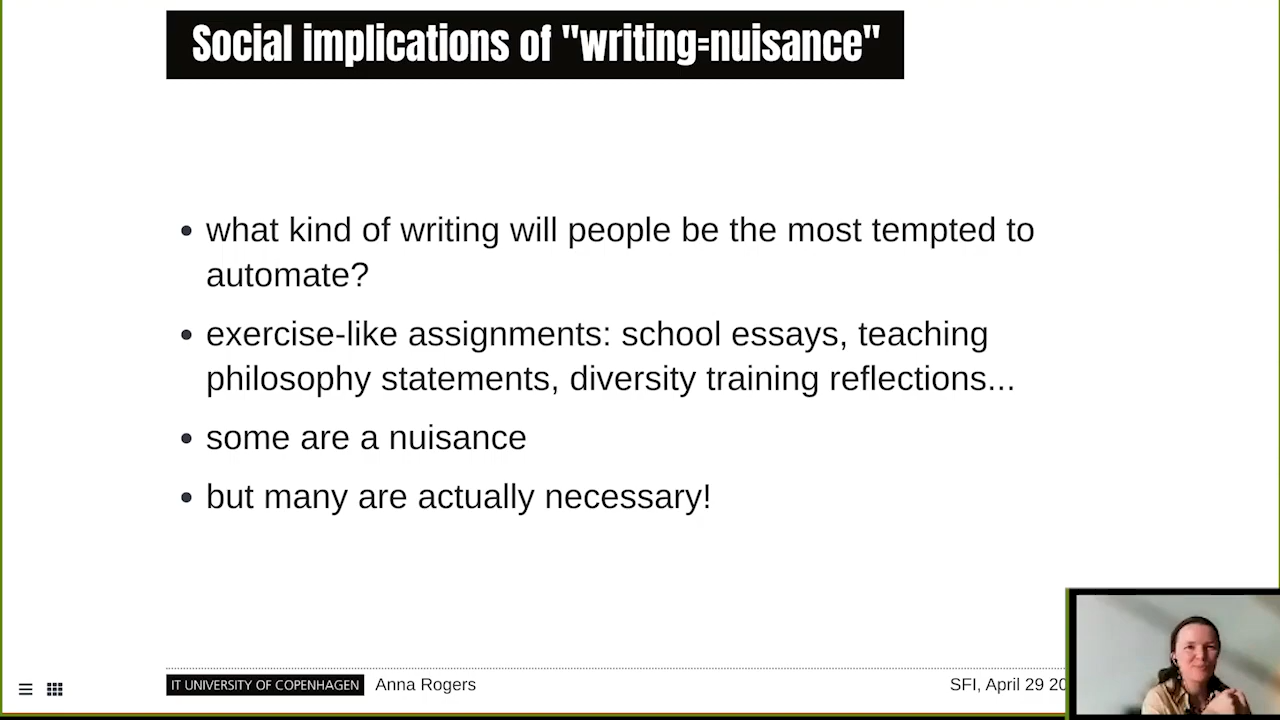 Social implications of "writing=nuisance"
what kind of writing will people be the most tempted to
automate?
exercise-like assignments: school essays, teaching
philosophy statements, diversity training reflections...
some are a nuisance
but many are actually necessary!
IT UNIVERSITY OF COPENHAGEN Anna Rogers SFI, April 29 20